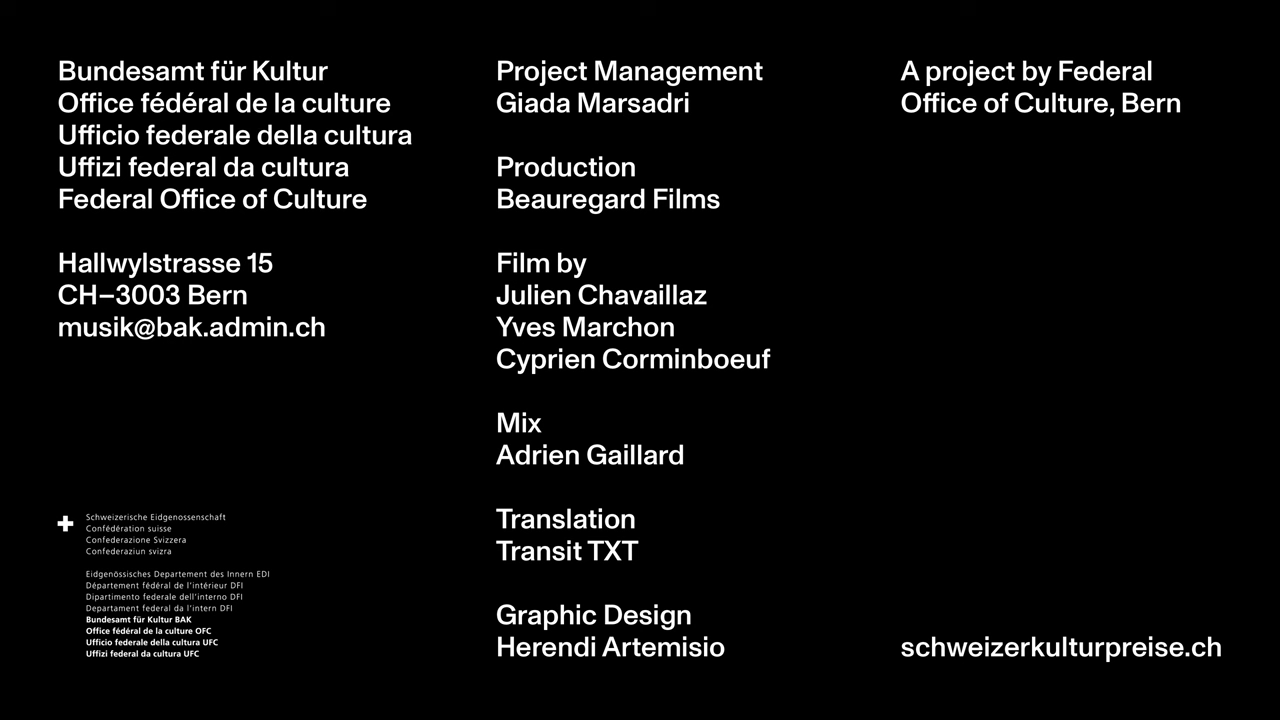 Bundesamt für Kultur
Office fédéral de la culture
Ufficio federale della cultura
Uffizi federal da cultura
Federal Office of Culture
Hallwylstrasse 15
CH–3003 Bern
musik@bak.admin.ch
Schweizerische Eidgenossenschaft
Confédération suisse
Confederazione Svizzera
Confederaziun svizra
Eidgenössisches Departement des Innern EDI
Département fédéral de l'intérieur DFI
Dipartimento federale dell'interno DFI
Departament federal da l'intern DFI
Bundesamt für Kultur BAK
Office fédéral de la culture OFC
Ufficio federale della cultura UFC
Uffizi federal da cultura UFC
Project Management
Giada Marsadri
Production
Beauregard Films
Film by
Julien Chavaillaz
Yves Marchon
Cyprien Corminboeuf
Mix
Adrien Gaillard
Translation
Transit TXT
Graphic Design
Herendi Artemisio
A project by Federal
Office of Culture, Bern
schweizerkulturpreise.ch